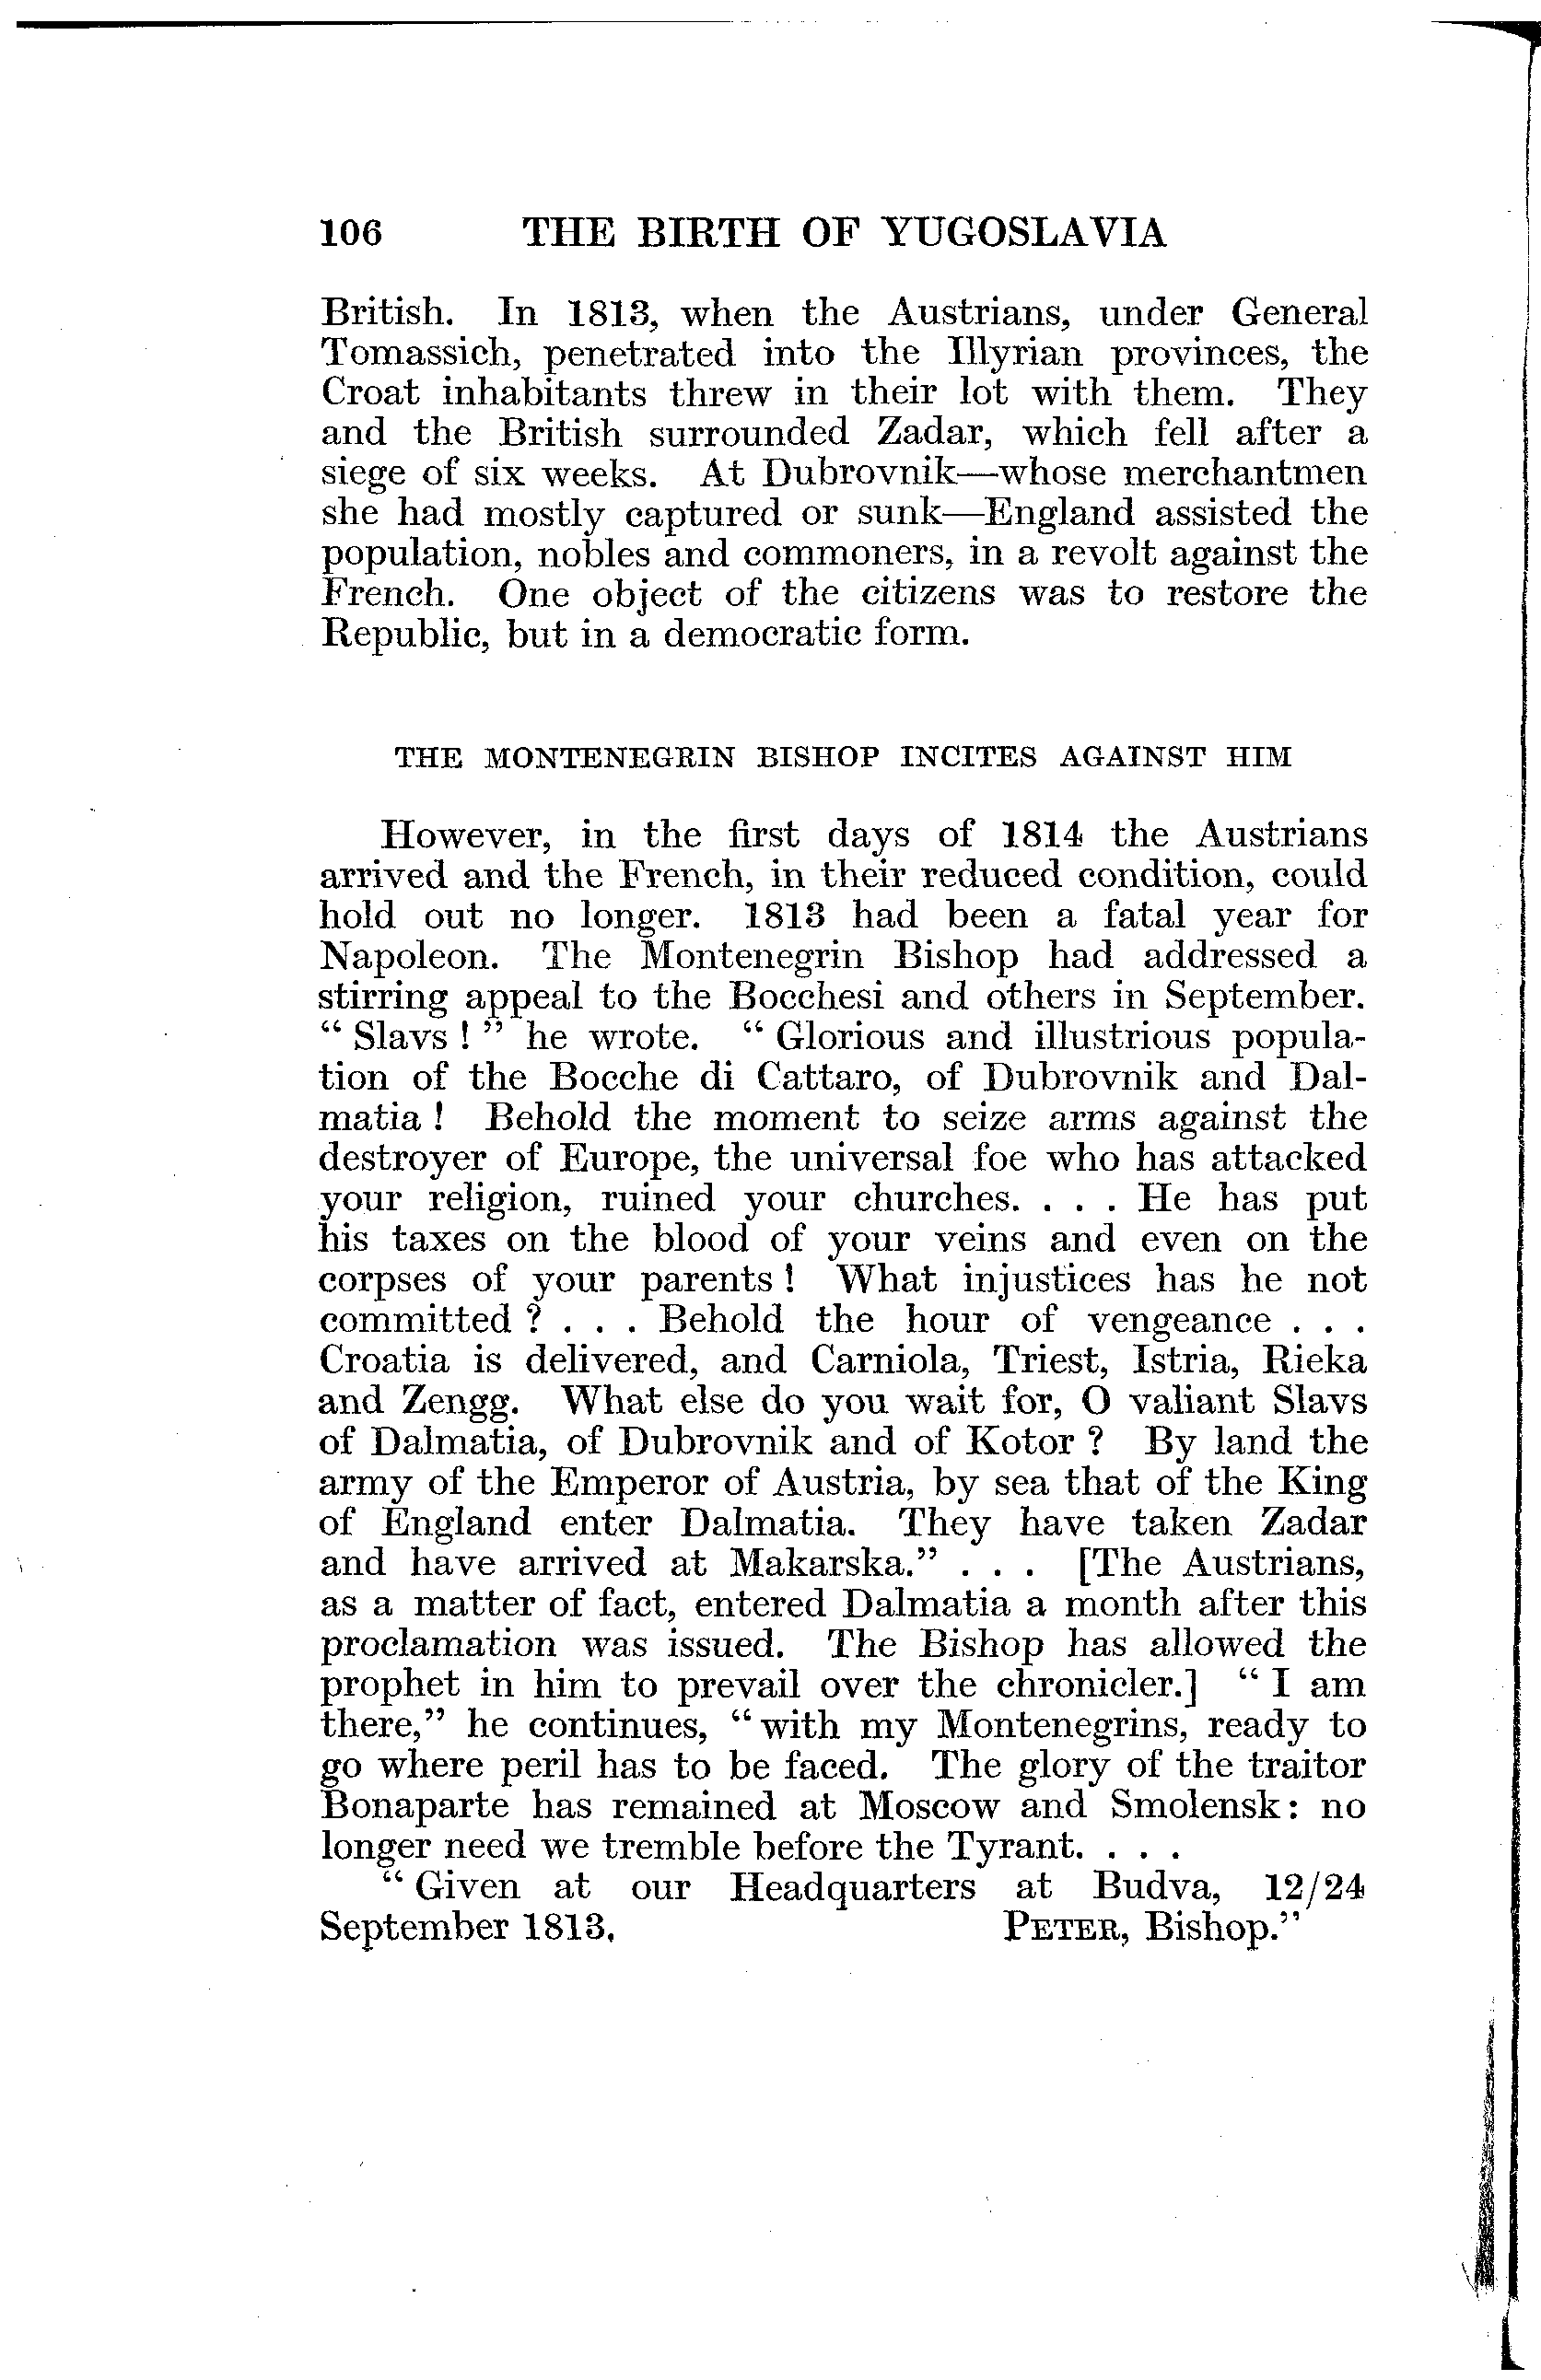 106 THE BIRTH OF YUGOSLAVIA
British. In 1813, when the Austrians, under General
Tomassich, penetrated into the Illyrian provinces, the
Croat inhabitants threw in their lot with them. They
and the British surrounded Zadar, which fell after a
siege of six weeks. At Dubrovnik—whose merchantmen
she had mostly captured or sunk—England assisted the
population, nobles and commoners, in a revolt against the
French. One object of the citizens was to restore the
Republic, but in a democratic form.
THE MONTENEGRIN BISHOP INCITES AGAINST HIM
However, in the first days of 1814 the Austrians
arrived and the French, in their reduced condition, could
hold out no longer. 1813 had been a fatal year for
Napoleon. The Montenegrin Bishop had addressed a
stirring appeal to the Bocchesi and others in September.
“ Slavs ! ” he wrote. “ Glorious and illustrious popula-
tion of the Bocche di Cattaro, of Dubrovnik and Dal-
matia ! Behold the moment to seize arms against the
destroyer of Europe, the universal foe who has attacked
your religion, ruined your churches. . . . He has put
his taxes on the blood of your veins and even on the
corpses of your parents ! What injustices has he not
committed ? . . . Behold the hour of vengeance . . .
Croatia is delivered, and Carniola, Triest, Istria, Rieka
and Zengg. What else do you wait for, O valiant Slavs
of Dalmatia, of Dubrovnik and of Kotor ? By land the
army of the Emperor of Austria, by sea that of the King
of England enter Dalmatia. They have taken Zadar
and have arrived at Makarska.” . . . [The Austrians,
as a matter of fact, entered Dalmatia a month after this
proclamation was issued. The Bishop has allowed the
prophet in him to prevail over the chronicler.] “ I am
there,” he continues, “ with my Montenegrins, ready to
go where peril has to be faced. The glory of the traitor
Bonaparte has remained at Moscow and Smolensk: no
longer need we tremble before the Tyrant. . . .
“ Given at our Headquarters at Budva, 12/24
September 1813. PETER, Bishop.”